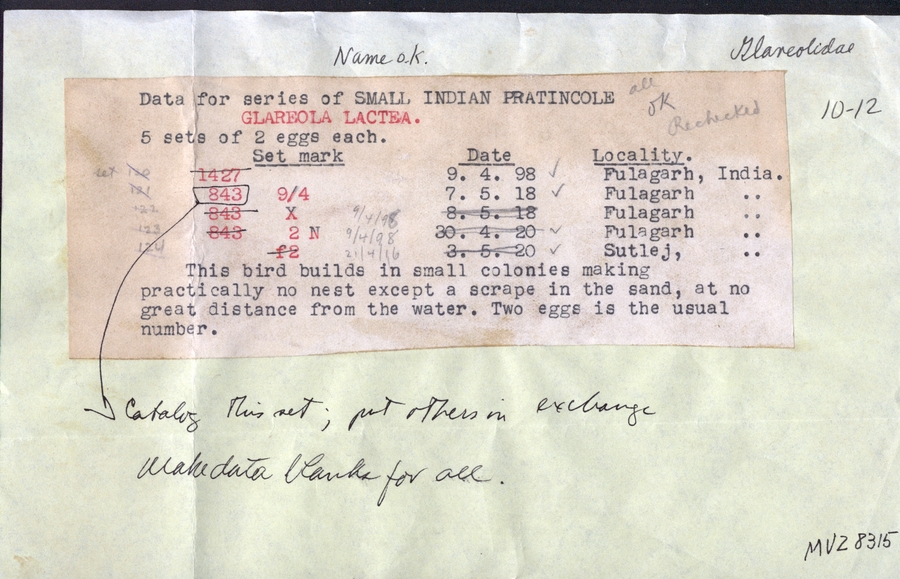 Name o.k.
Glareolidae
10-12
Data for series of SMALL INDIAN PRATINCOLE
all
ok
Rechecked
GLAREOLA LACTEA.
5 sets of 2 eggs each.
Set mark Date Locality.
1427 9. 4. 98 ✓ Fulagarh, India.
843 9/4 7. 5. 18 ✓ Fulagarh ..
843 X 9/4/98 8. 5. 18 Fulagarh ..
123 843 2 N 9/4/98 30. 4. 20 ✓ Fulagarh ..
124 f2 21/4/16 3. 5. 20 ✓ Sutlej, ..
This bird builds in small colonies making
practically no nest except a scrape in the sand, at no
great distance from the water. Two eggs is the usual
number.
Catalog this set; put others in exchange
Make data blanks for all.
MVZ 8315